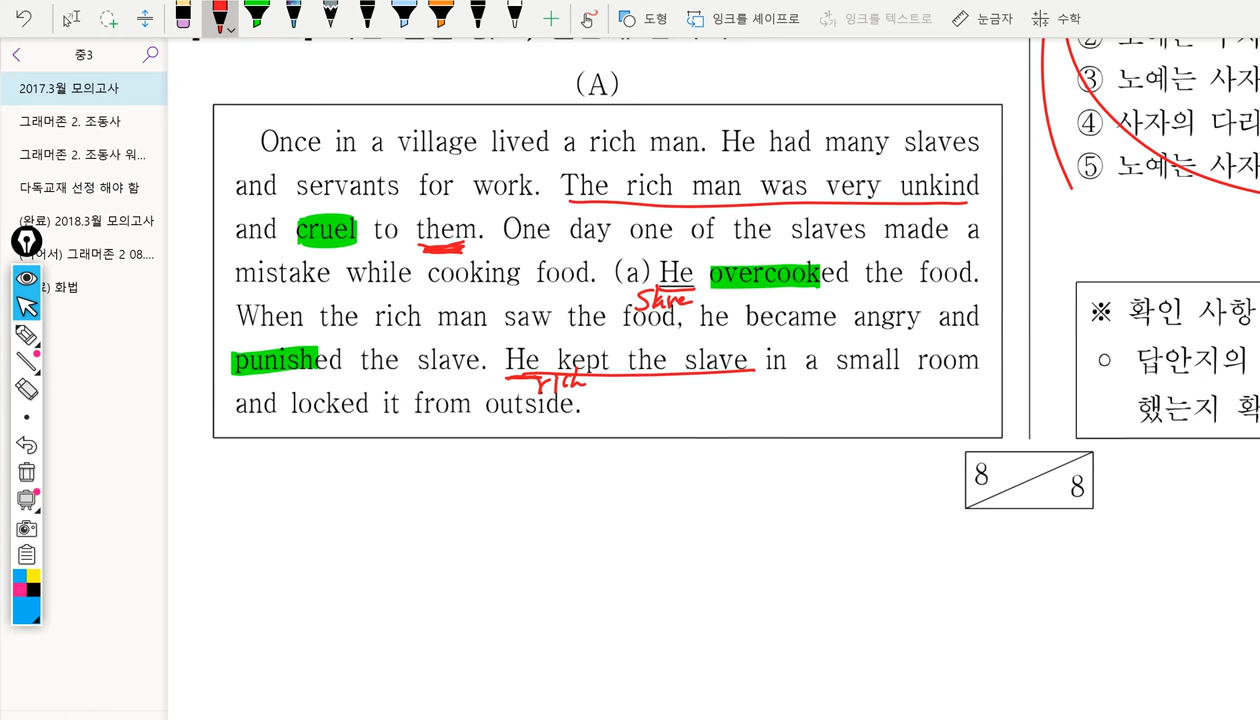 도형
잉크를 셰이프로
잉크를 텍스트로
눈금자
수학
중3
2017.3월 모의고사
그래머존 2. 조동사
그래머존 2. 조동사 워...
다독교재 선정 해야 함
(완료) 2018.3월 모의고사
어서) 그래머존 2 08....
) 화법
(A)
Once in a village lived a rich man. He had many slaves
and servants for work. The rich man was very unkind
and cruel to them. One day one of the slaves made a
mistake while cooking food. (a) He overcooked the food.
Slave
When the rich man saw the food, he became angry and
punished the slave. He kept the slave in a small room
rich
and locked it from outside.
8
8
② 노예는
③ 노예는 사자
④ 사자의 다리
⑤ 노예는 사자
※ 확인 사항
○ 답안지의
했는지 확